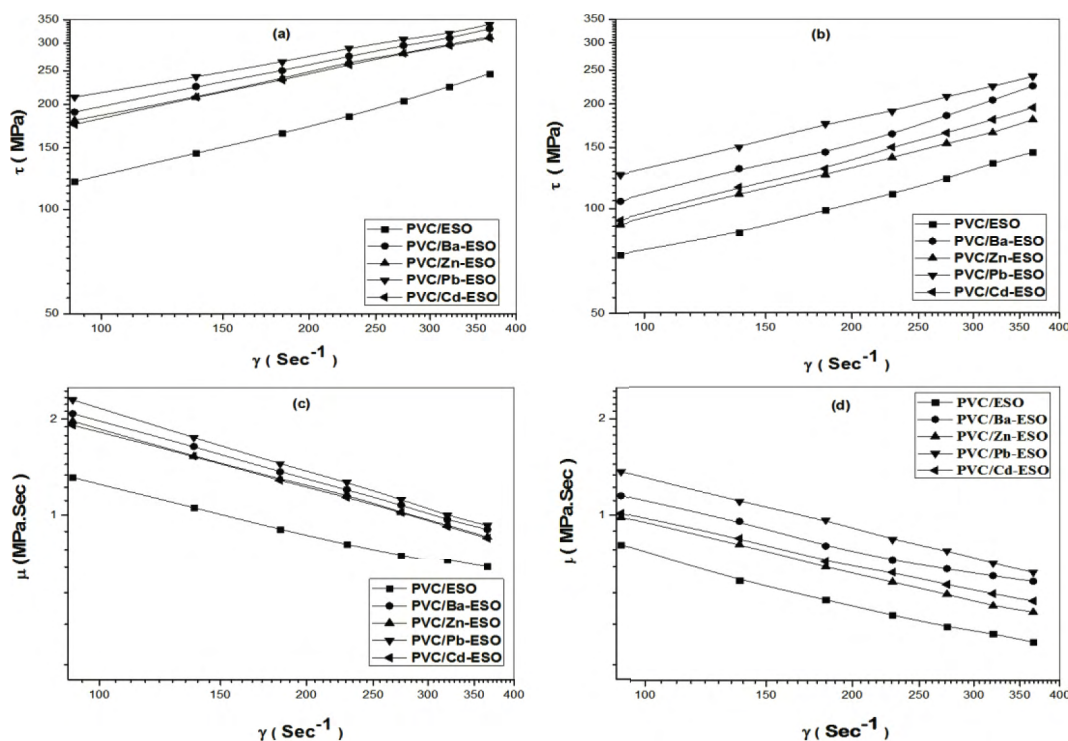 (a)
350
300
250
200
150
100
50
τ ( MPa)
PVC/ESO
PVC/Ba-ESO
PVC/Zn-ESO
PVC/Pb-ESO
PVC/Cd-ESO
100 150 200 250 300 350 400
γ ( Sec⁻¹ )
(b)
350
300
250
200
150
100
50
τ ( MPa)
PVC/ESO
PVC/Ba-ESO
PVC/Zn-ESO
PVC/Pb-ESO
PVC/Cd-ESO
100 150 200 250 300 350 400
γ ( Sec⁻¹ )
(c)
2
1
μ (MPa.Sec)
PVC/ESO
PVC/Ba-ESO
PVC/Zn-ESO
PVC/Pb-ESO
PVC/Cd-ESO
100 150 200 250 300 350 400
γ ( Sec⁻¹ )
(d)
2
1
μ (MPa.Sec)
PVC/ESO
PVC/Ba-ESO
PVC/Zn-ESO
PVC/Pb-ESO
PVC/Cd-ESO
100 150 200 250 300 350 400
γ ( Sec⁻¹ )